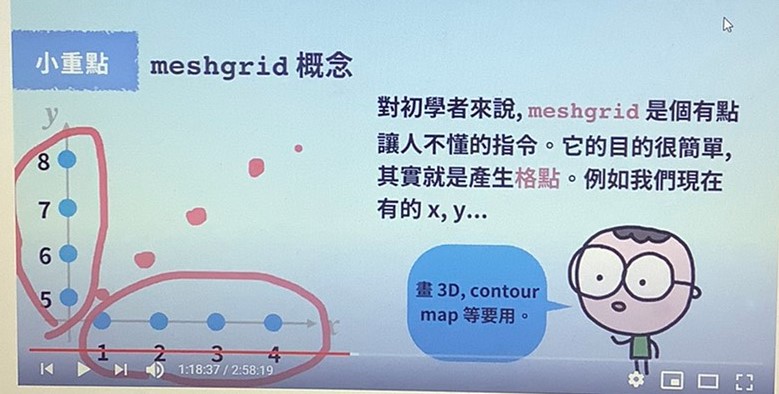 小重點
meshgrid 概念
對初學者來說, meshgrid 是個有點
讓人不懂的指令。它的目的很簡單,
其實就是產生格點。例如我們現在
有的 x, y...
y
8
7
6
5
x
1 2 3 4
畫 3D, contour
map 等要用。
1:18:37 / 2:58:19